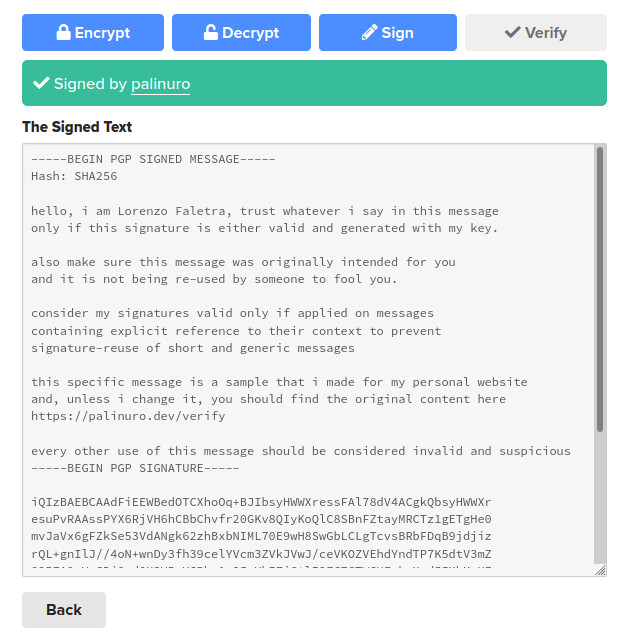 Encrypt
Decrypt
Sign
Verify
Signed by palinuro
The Signed Text
-----BEGIN PGP SIGNED MESSAGE-----
Hash: SHA256
hello, i am Lorenzo Faletra, trust whatever i say in this message
only if this signature is either valid and generated with my key.
also make sure this message was originally intended for you
and it is not being re-used by someone to fool you.
consider my signatures valid only if applied on messages
containing explicit reference to their context to prevent
signature-reuse of short and generic messages
this specific message is a sample that i made for my personal website
and, unless i change it, you should find the original content here
https://palinuro.dev/verify
every other use of this message should be considered invalid and suspicious
-----BEGIN PGP SIGNATURE-----
iQIzBAEBCAAdFiEEWBedOTCXhoOq+BJIbsyHWWXressFAl78dV4ACgkQbsyHWWXr
esuPvRAAssPYX6RjVH6hCBbChvfr20GKv8QIyKoQlC8SBnFZtayMRCTz1gETgHe0
mvJaVx6gFZkSe53VdANgk62zhBxbNIML70E9wH8SwGbLCLgTcvsBRbFDqB9jdjiz
rQL+gnIlJ//4oN+wnDy3fh39celYVcm3ZVkJVwJ/ceVKOZVEhdYndTP7K5dtV3mZ
Back